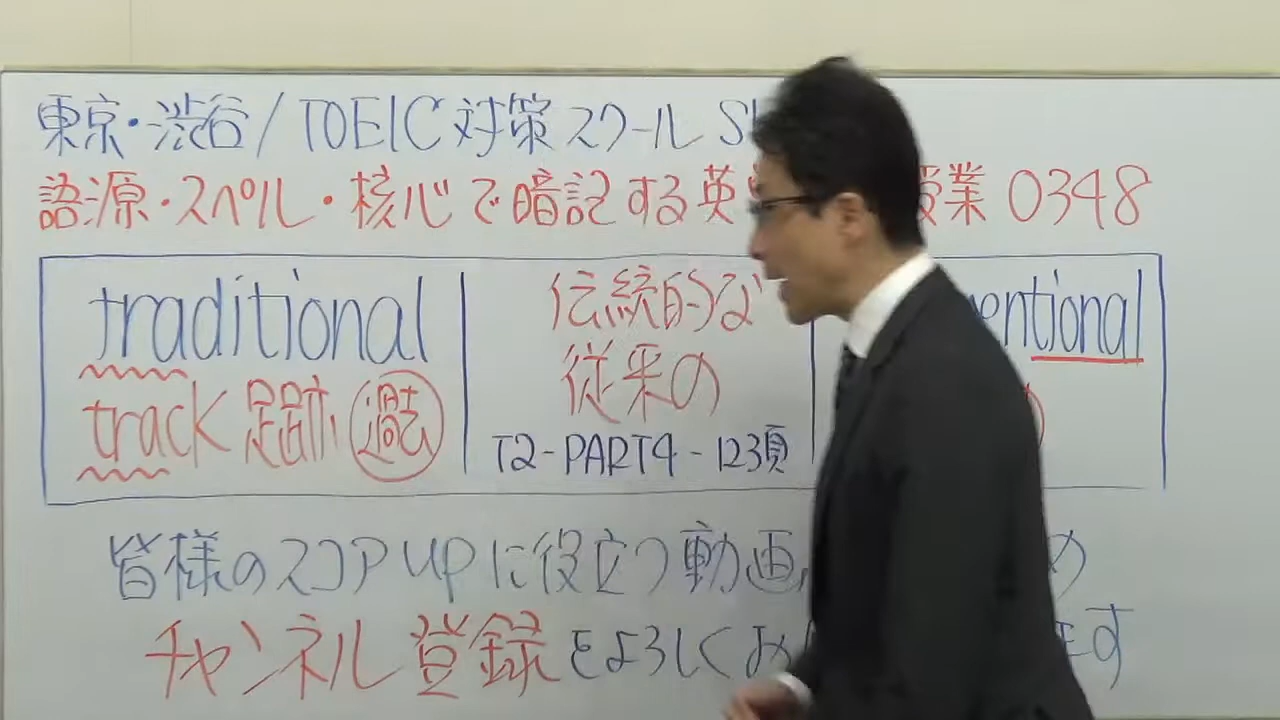 東京・渋谷/TOEIC対策スクール
語源・スペル・核心で暗記する英 授業 0348
traditional 伝統的な
track 足跡 過去 従来の
T2-PART4-123頁
皆様のスコアUPに役立つ動画 め
チャンネル登録をよろしくお ます